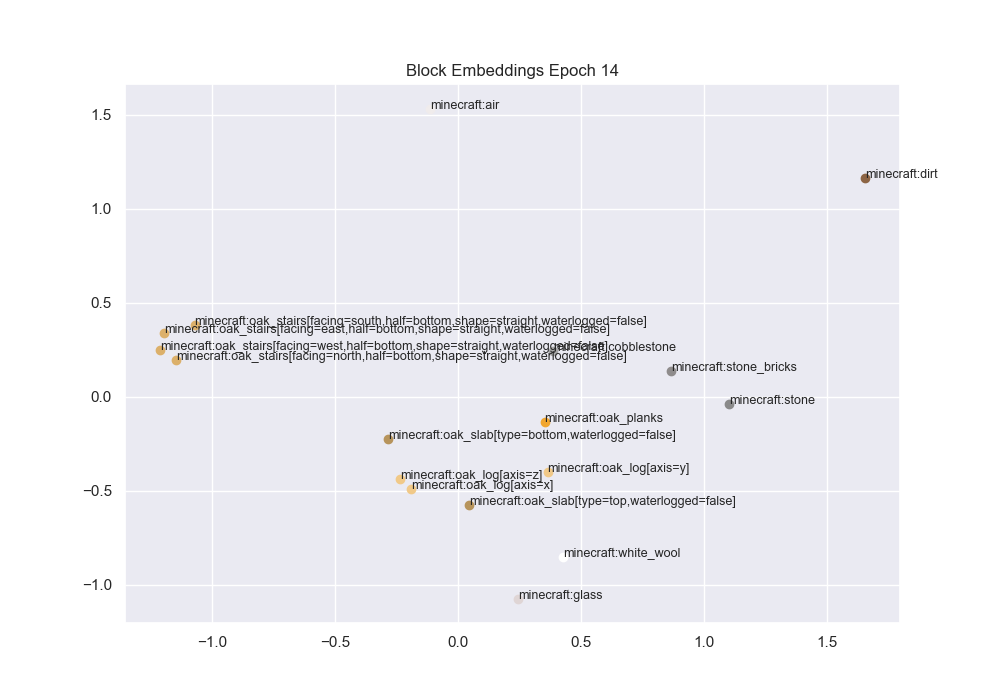 Block Embeddings Epoch 14
1.5
minecraft:air
minecraft:dirt
1.0
0.5
minecraft:oak_stairs[facing=south,half=bottom,shape=straight,waterlogged=false]
minecraft:oak_stairs[facing=east,half=bottom,shape=straight,waterlogged=false]
minecraft:oak_stairs[facing=west,half=bottom,shape=straight,waterlogged=false]
minecraft:cobblestone
minecraft:oak_stairs[facing=north,half=bottom,shape=straight,waterlogged=false]
minecraft:stone_bricks
0.0
minecraft:stone
minecraft:oak_planks
minecraft:oak_slab[type=bottom,waterlogged=false]
minecraft:oak_log[axis=y]
minecraft:oak_log[axis=z]
minecraft:oak_log[axis=x]
−0.5
minecraft:oak_slab[type=top,waterlogged=false]
minecraft:white_wool
−1.0
minecraft:glass
−1.0 −0.5 0.0 0.5 1.0 1.5